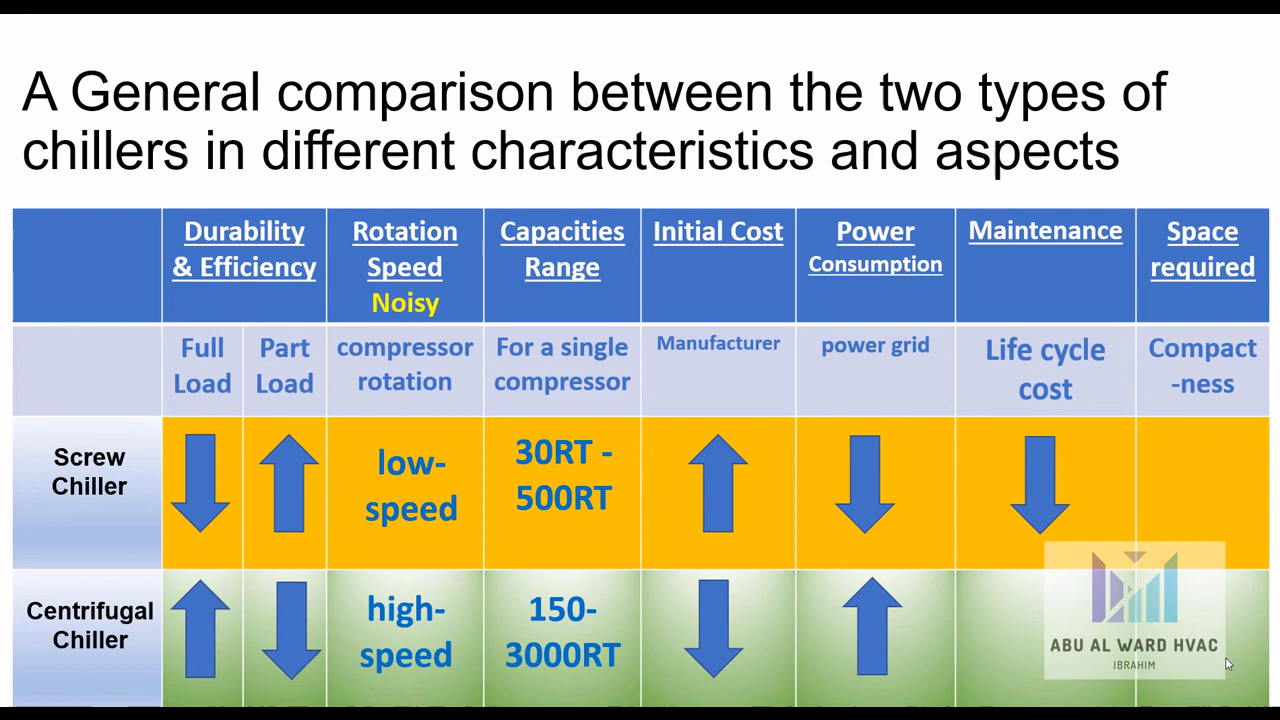 A General comparison between the two types of
chillers in different characteristics and aspects
Durability
& Efficiency
Rotation
Speed
Noisy
Capacities
Range
Initial Cost
Power
Consumption
Maintenance
Space
required
Full
Load
Part
Load
compressor
rotation
For a single
compressor
Manufacturer
power grid
Life cycle
cost
Compact
-ness
Screw
Chiller
low-
speed
30RT -
500RT
Centrifugal
Chiller
high-
speed
150-
3000RT
ABU AL WARD HVAC
IBRAHIM